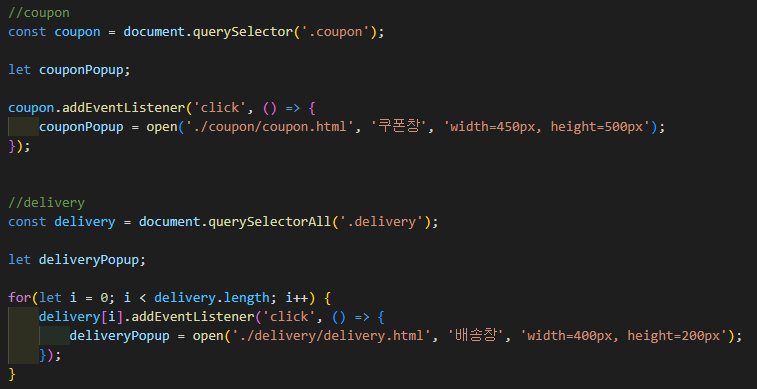 //coupon
const coupon = document.querySelector('.coupon');
let couponPopup;
coupon.addEventListener('click', () => {
couponPopup = open('./coupon/coupon.html', '쿠폰창', 'width=450px, height=500px');
});
//delivery
const delivery = document.querySelectorAll('.delivery');
let deliveryPopup;
for(let i = 0; i < delivery.length; i++) {
delivery[i].addEventListener('click', () => {
deliveryPopup = open('./delivery/delivery.html', '배송창', 'width=400px, height=200px');
});
}